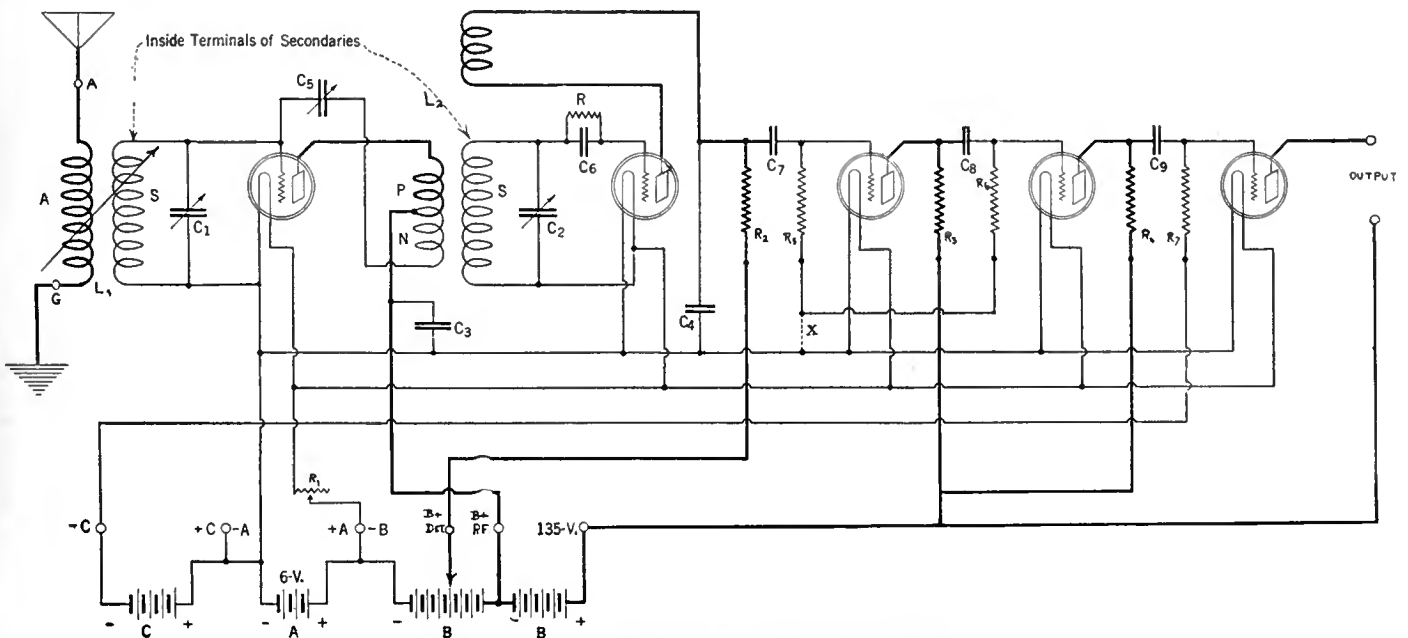 Inside Terminals of Secondaries
A
C5
L2
R
A
S
C1
P
N
S
C2
C6
C7
R2
R5
C8
R3
R6
C9
R4
R7
OUTPUT
G
L1
C3
C4
X
R1
-C
+C -A
+A -B
B+ DET
B+ RF
135-V.
6-V.
- C +
- A +
- B
- B +